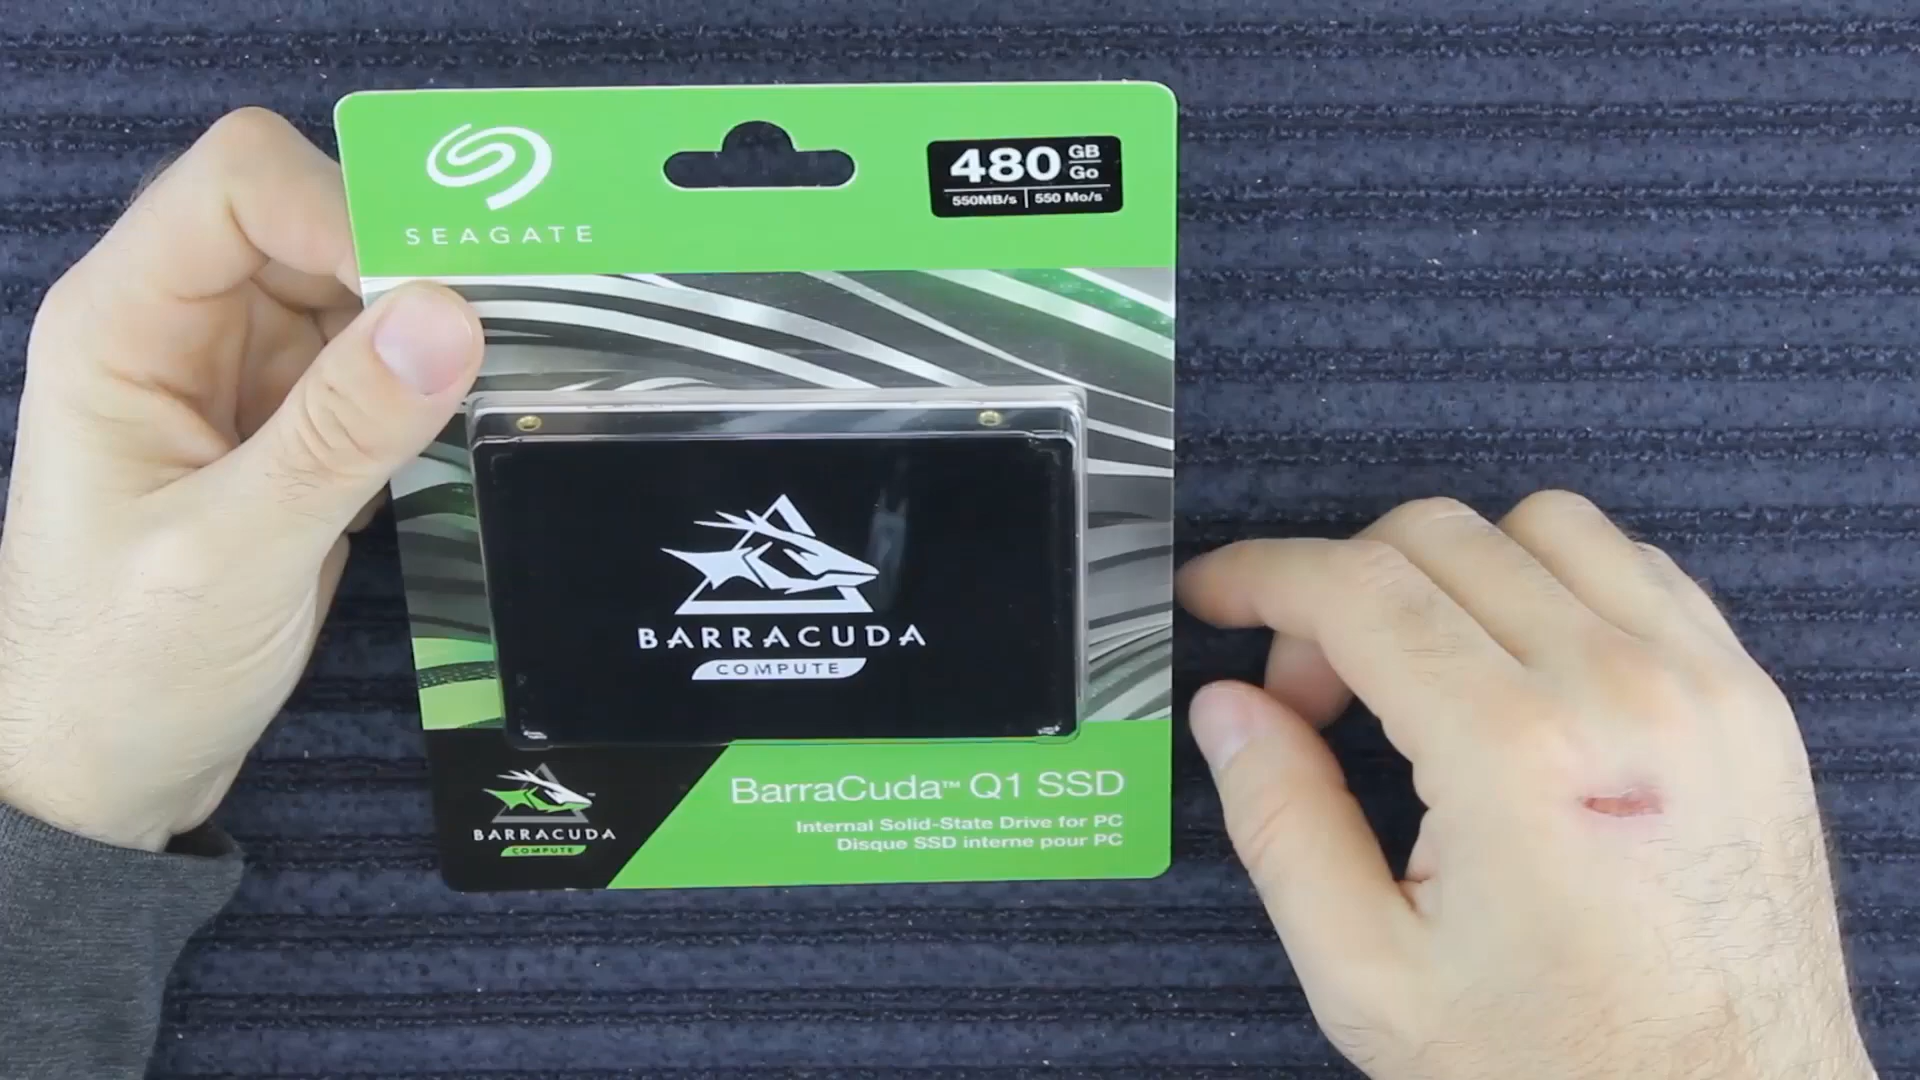 SEAGATE
480 GB Go
550MB/s 550 Mo/s
BARRACUDA
COMPUTE
BarraCuda™ Q1 SSD
Internal Solid-State Drive for PC
Disque SSD interne pour PC
BARRACUDA
COMPUTE